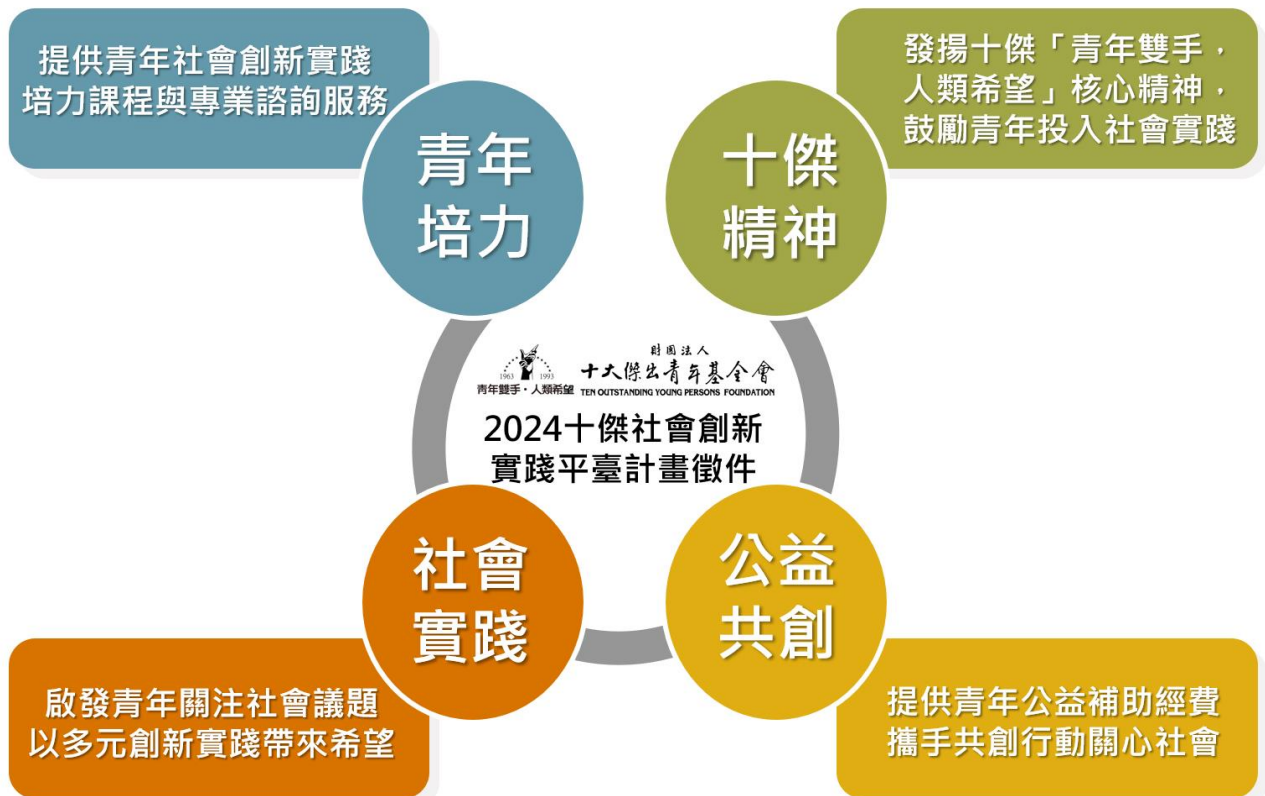 提供青年社會創新實踐
培力課程與專業諮詢服務
青年
培力
發揚十傑「青年雙手，
人類希望」核心精神，
鼓勵青年投入社會實踐
十傑
精神
1963 1993
青年雙手・人類希望
財團法人
十大傑出青年基金會
TEN OUTSTANDING YOUNG PERSONS FOUNDATION
2024十傑社會創新
實踐平臺計畫徵件
社會
實踐
啟發青年關注社會議題
以多元創新實踐帶來希望
公益
共創
提供青年公益補助經費
攜手共創行動關心社會